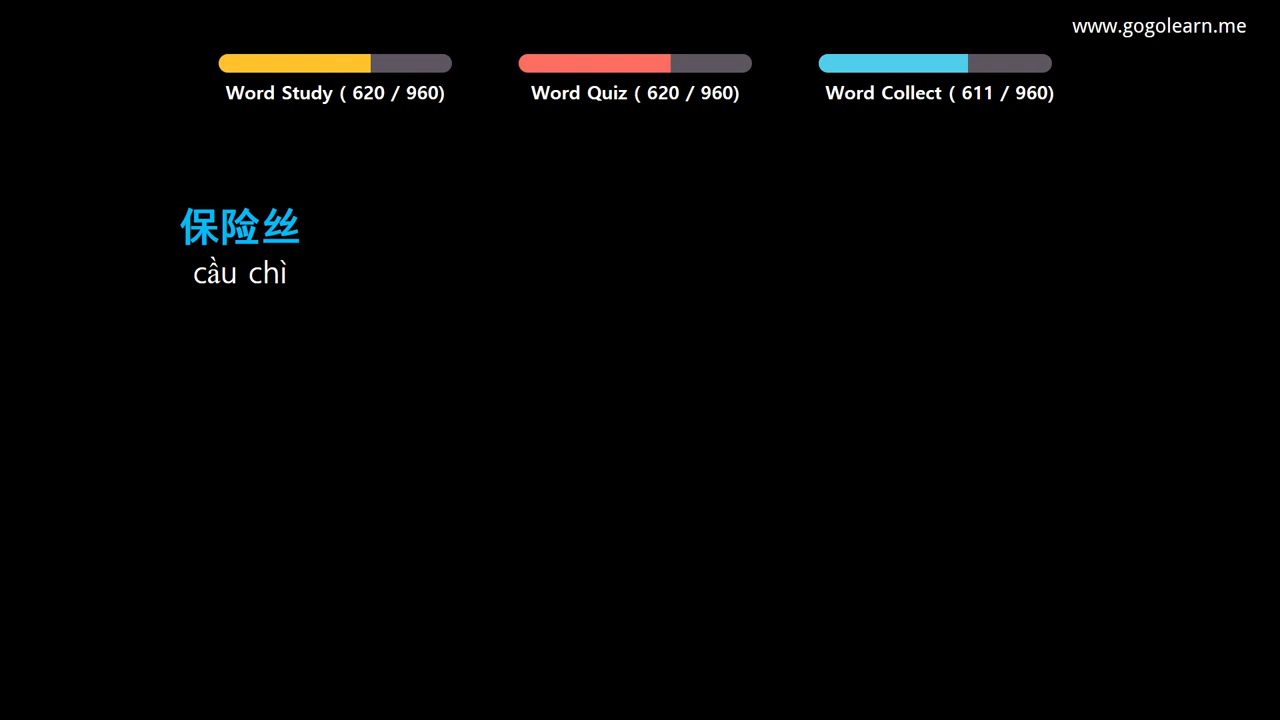 www.gogolearn.me
Word Study ( 620 / 960)
Word Quiz ( 620 / 960)
Word Collect ( 611 / 960)
保险丝
cầu chì